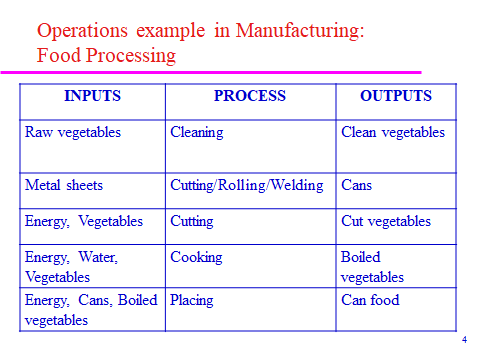 Operations example in Manufacturing:
Food Processing
INPUTS PROCESS OUTPUTS
Raw vegetables Cleaning Clean vegetables
Metal sheets Cutting/Rolling/Welding Cans
Energy, Vegetables Cutting Cut vegetables
Energy, Water, Cooking Boiled
Vegetables vegetables
Energy, Cans, Boiled Placing Can food
vegetables
4